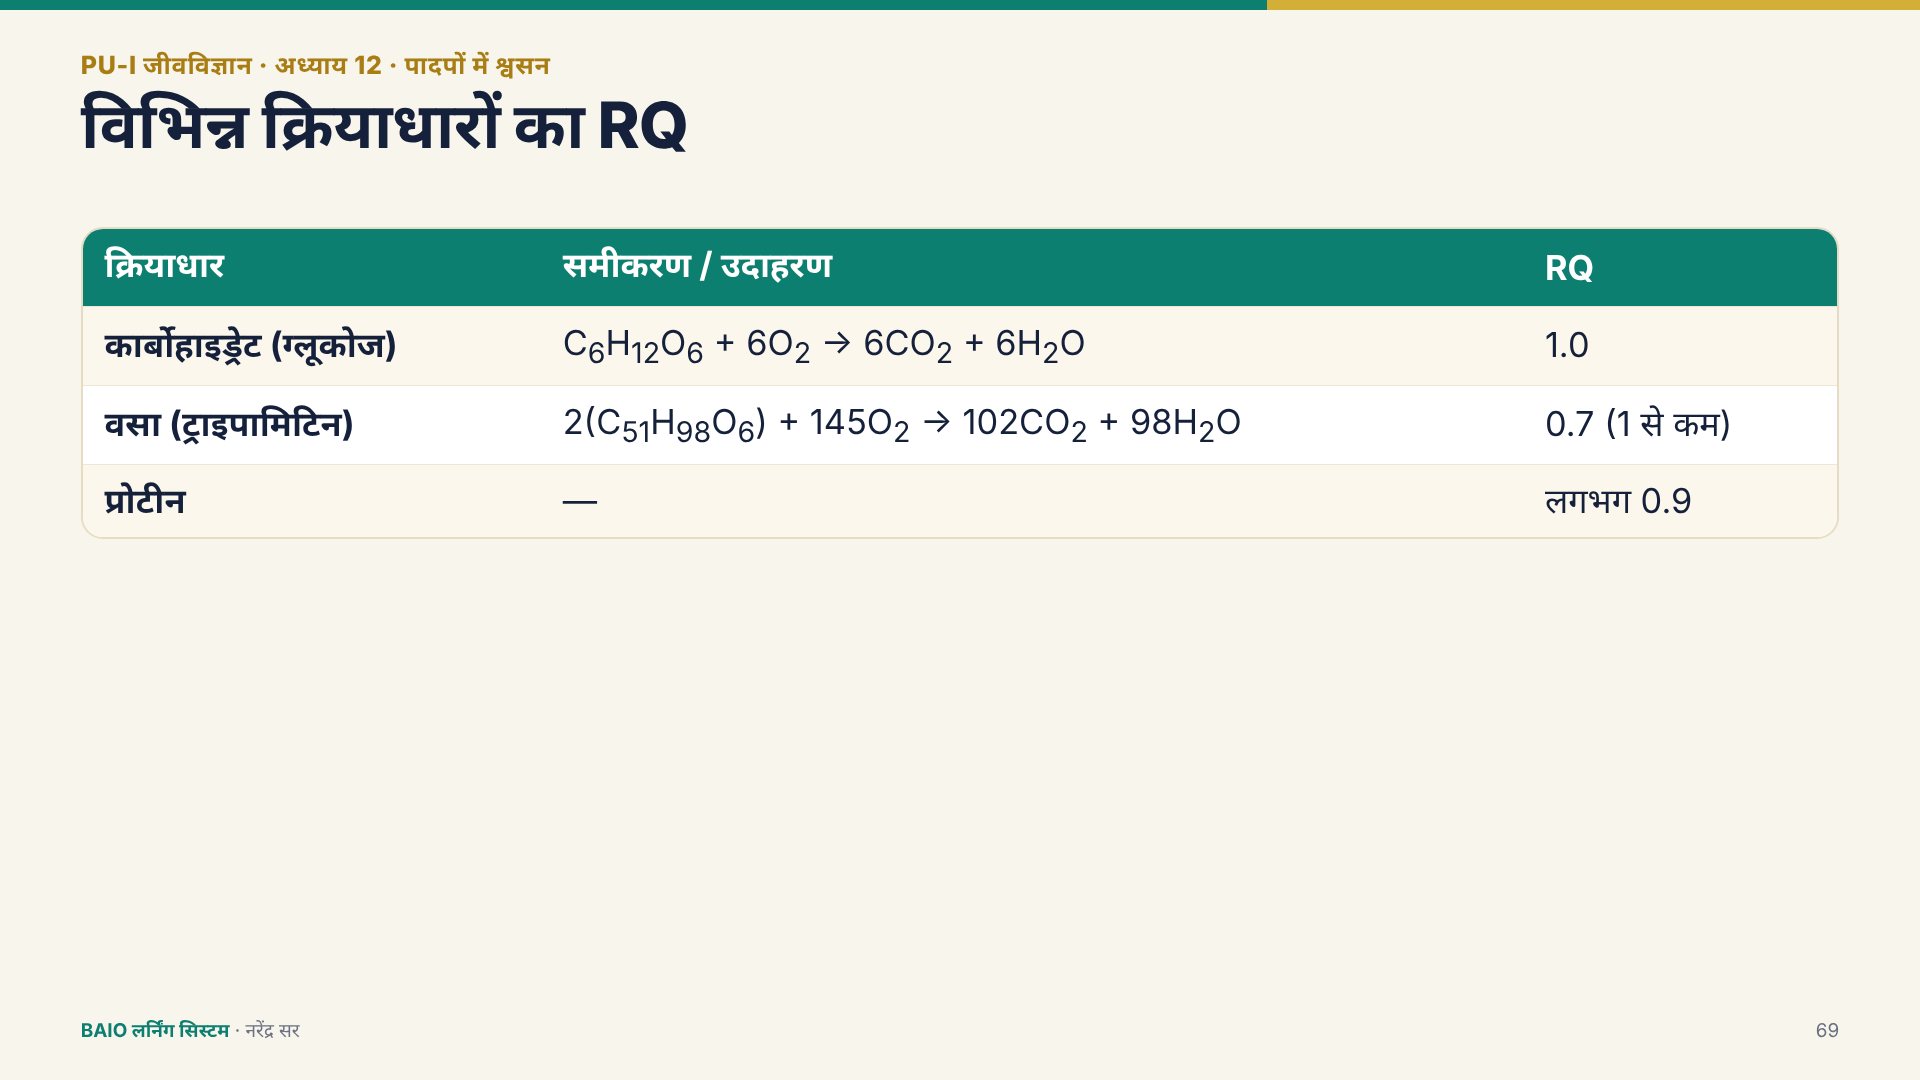 PU-I जीवविज्ञान · अध्याय 12 · पादपों में श्वसन
विभिन्न क्रियाधारों का RQ
क्रियाधार समीकरण / उदाहरण RQ
कार्बोहाइड्रेट (ग्लूकोज) C₆H₁₂O₆ + 6O₂ → 6CO₂ + 6H₂O 1.0
वसा (ट्राइपामिटिन) 2(C₅₁H₉₈O₆) + 145O₂ → 102CO₂ + 98H₂O 0.7 (1 से कम)
प्रोटीन — लगभग 0.9
BAIO लर्निंग सिस्टम · नरेंद्र सर 69